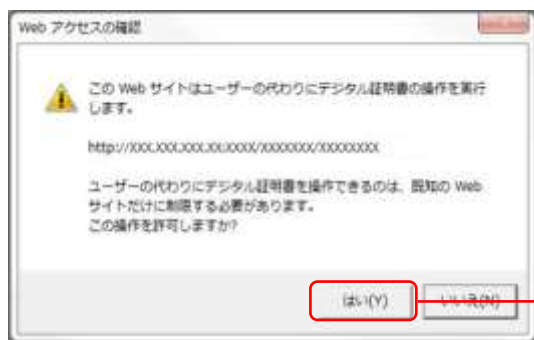 Web アクセスの確認
この Web サイトはユーザーの代わりにデジタル証明書の操作を実行
します。
http://XXX.XXX.XXX.XX:XXXX/XXXXXXX/XXXXXXXX
ユーザーの代わりにデジタル証明書を操作できるのは、既知の Web
サイトだけに制限する必要があります。
この操作を許可しますか?
はい(Y)
いいえ(N)